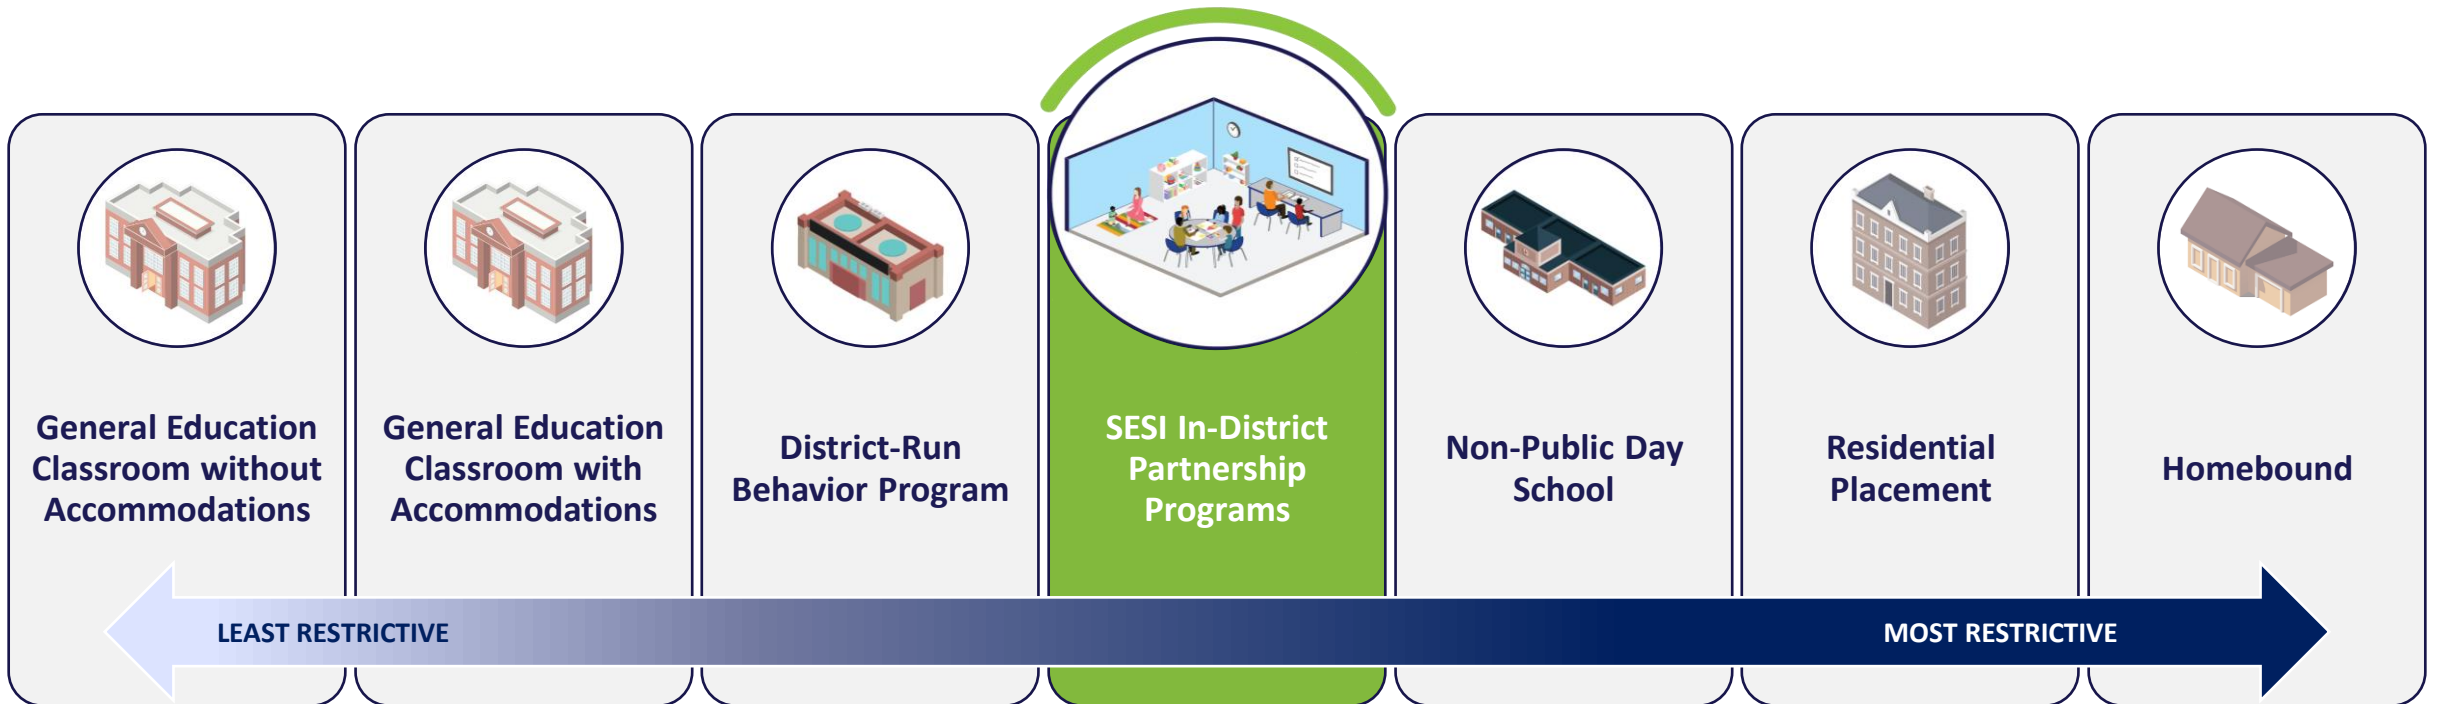 General Education
Classroom without
Accommodations
General Education
Classroom with
Accommodations
District-Run
Behavior Program
SESI In-District
Partnership
Programs
Non-Public Day
School
Residential
Placement
Homebound
LEAST RESTRICTIVE
MOST RESTRICTIVE